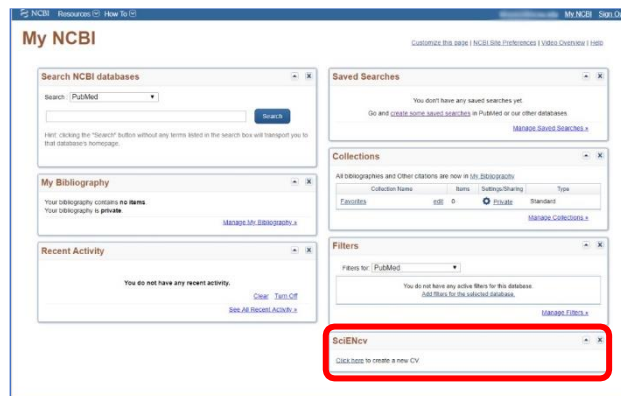 NCBI Resources How To My NCBI Sign O
My NCBI
Customize this page | NCBI Site Preferences | Video Overview | Help
Search NCBI databases
Search : PubMed
Search
Hint: clicking the "Search" button without any terms listed in the search box will transport you to
that database's homepage.
My Bibliography
Your bibliography contains no items.
Your bibliography is private.
Manage My Bibliography »
Recent Activity
You do not have any recent activity.
Clear Turn Off
See All Recent Activity »
Saved Searches
You don't have any saved searches yet.
Go and create some saved searches in PubMed or our other databases.
Manage Saved Searches »
Collections
All bibliographies and Other citations are now in My Bibliography
Collection Name Items Settings/Sharing Type
Favorites edit 0 Private Standard
Manage Collections »
Filters
Filters for: PubMed
You do not have any active filters for this database.
Add filters for the selected database.
Manage Filters »
SciENcv
Click here to create a new CV